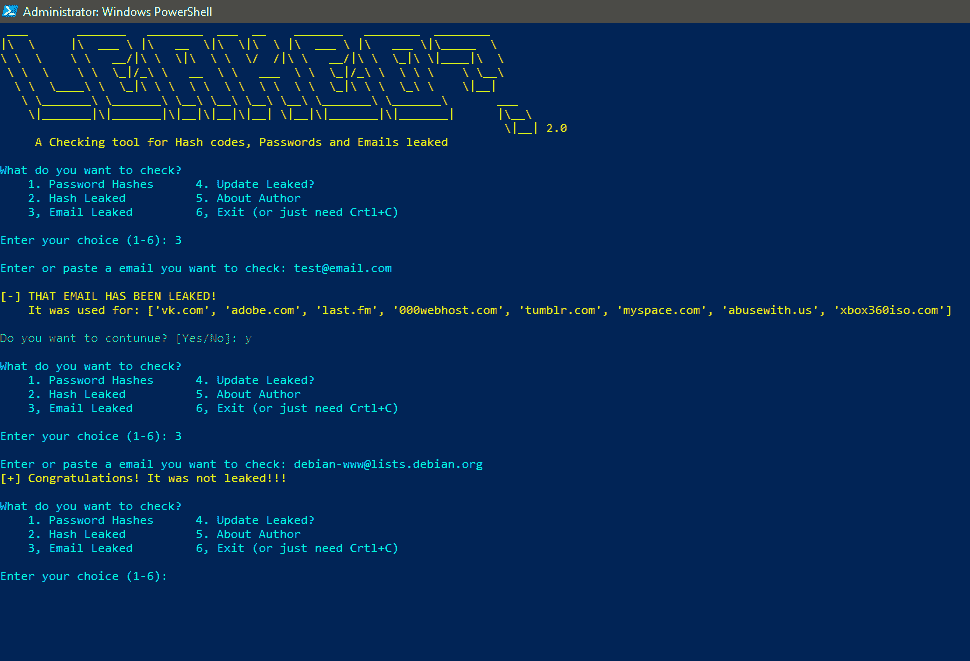 Administrator: Windows PowerShell
LEAKED?
2.0
A Checking tool for Hash codes, Passwords and Emails leaked
What do you want to check?
1. Password Hashes 4. Update Leaked?
2. Hash Leaked 5. About Author
3, Email Leaked 6, Exit (or just need Crtl+C)
Enter your choice (1-6): 3
Enter or paste a email you want to check: test@email.com
[-] THAT EMAIL HAS BEEN LEAKED!
It was used for: ['vk.com', 'adobe.com', 'last.fm', '000webhost.com', 'tumblr.com', 'myspace.com', 'abusewith.us', 'xbox360iso.com']
Do you want to contunue? [Yes/No]: y
What do you want to check?
1. Password Hashes 4. Update Leaked?
2. Hash Leaked 5. About Author
3, Email Leaked 6, Exit (or just need Crtl+C)
Enter your choice (1-6): 3
Enter or paste a email you want to check: debian-www@lists.debian.org
[+] Congratulations! It was not leaked!!!
What do you want to check?
1. Password Hashes 4. Update Leaked?
2. Hash Leaked 5. About Author
3, Email Leaked 6, Exit (or just need Crtl+C)
Enter your choice (1-6):